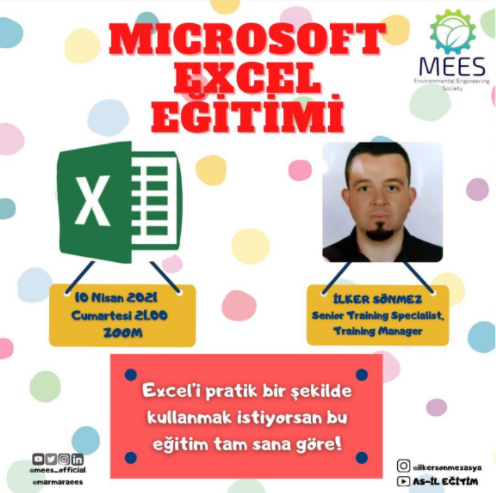 MICROSOFT
EXCEL
EĞİTİMİ
MEES
Environmental Engineering
Society
X
10 Nisan 2021
Cumartesi 21.00
ZOOM
İLKER SÖNMEZ
Senior Training Specialist,
Training Manager
Excel'i pratik bir şekilde
kullanmak istiyorsan bu
eğitim tam sana göre!
@mees_official
@marmaraees
@ilkersonmezasya
AS-İL EĞİTİM